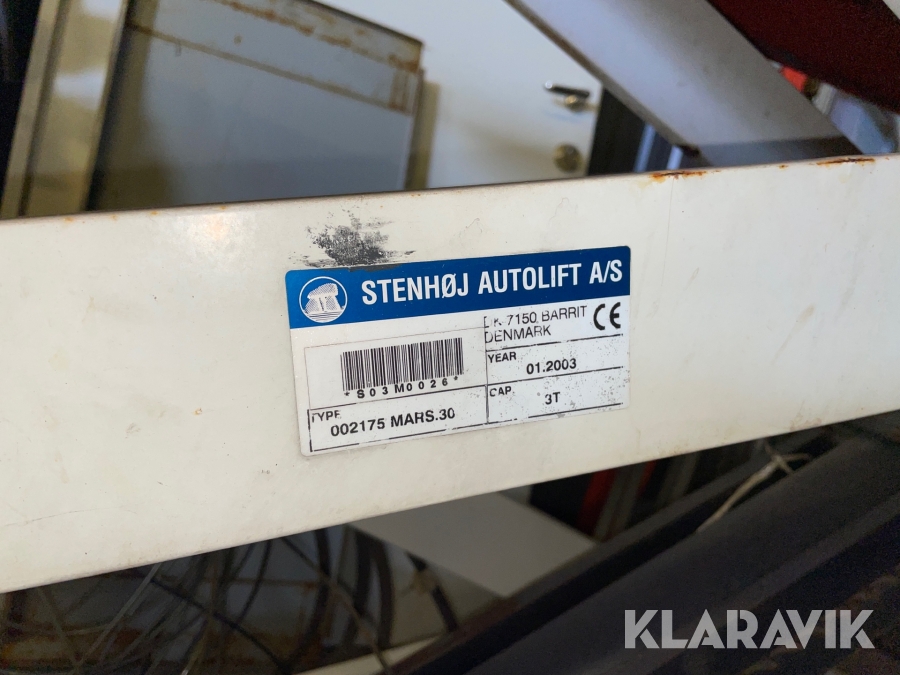 STENHØJ AUTOLIFT A/S
DK 7150 BARRIT
DENMARK
CE
*S03M0026*
YEAR
01.2003
TYPE
002175 MARS.30
CAP.
3T
KLARAVIK